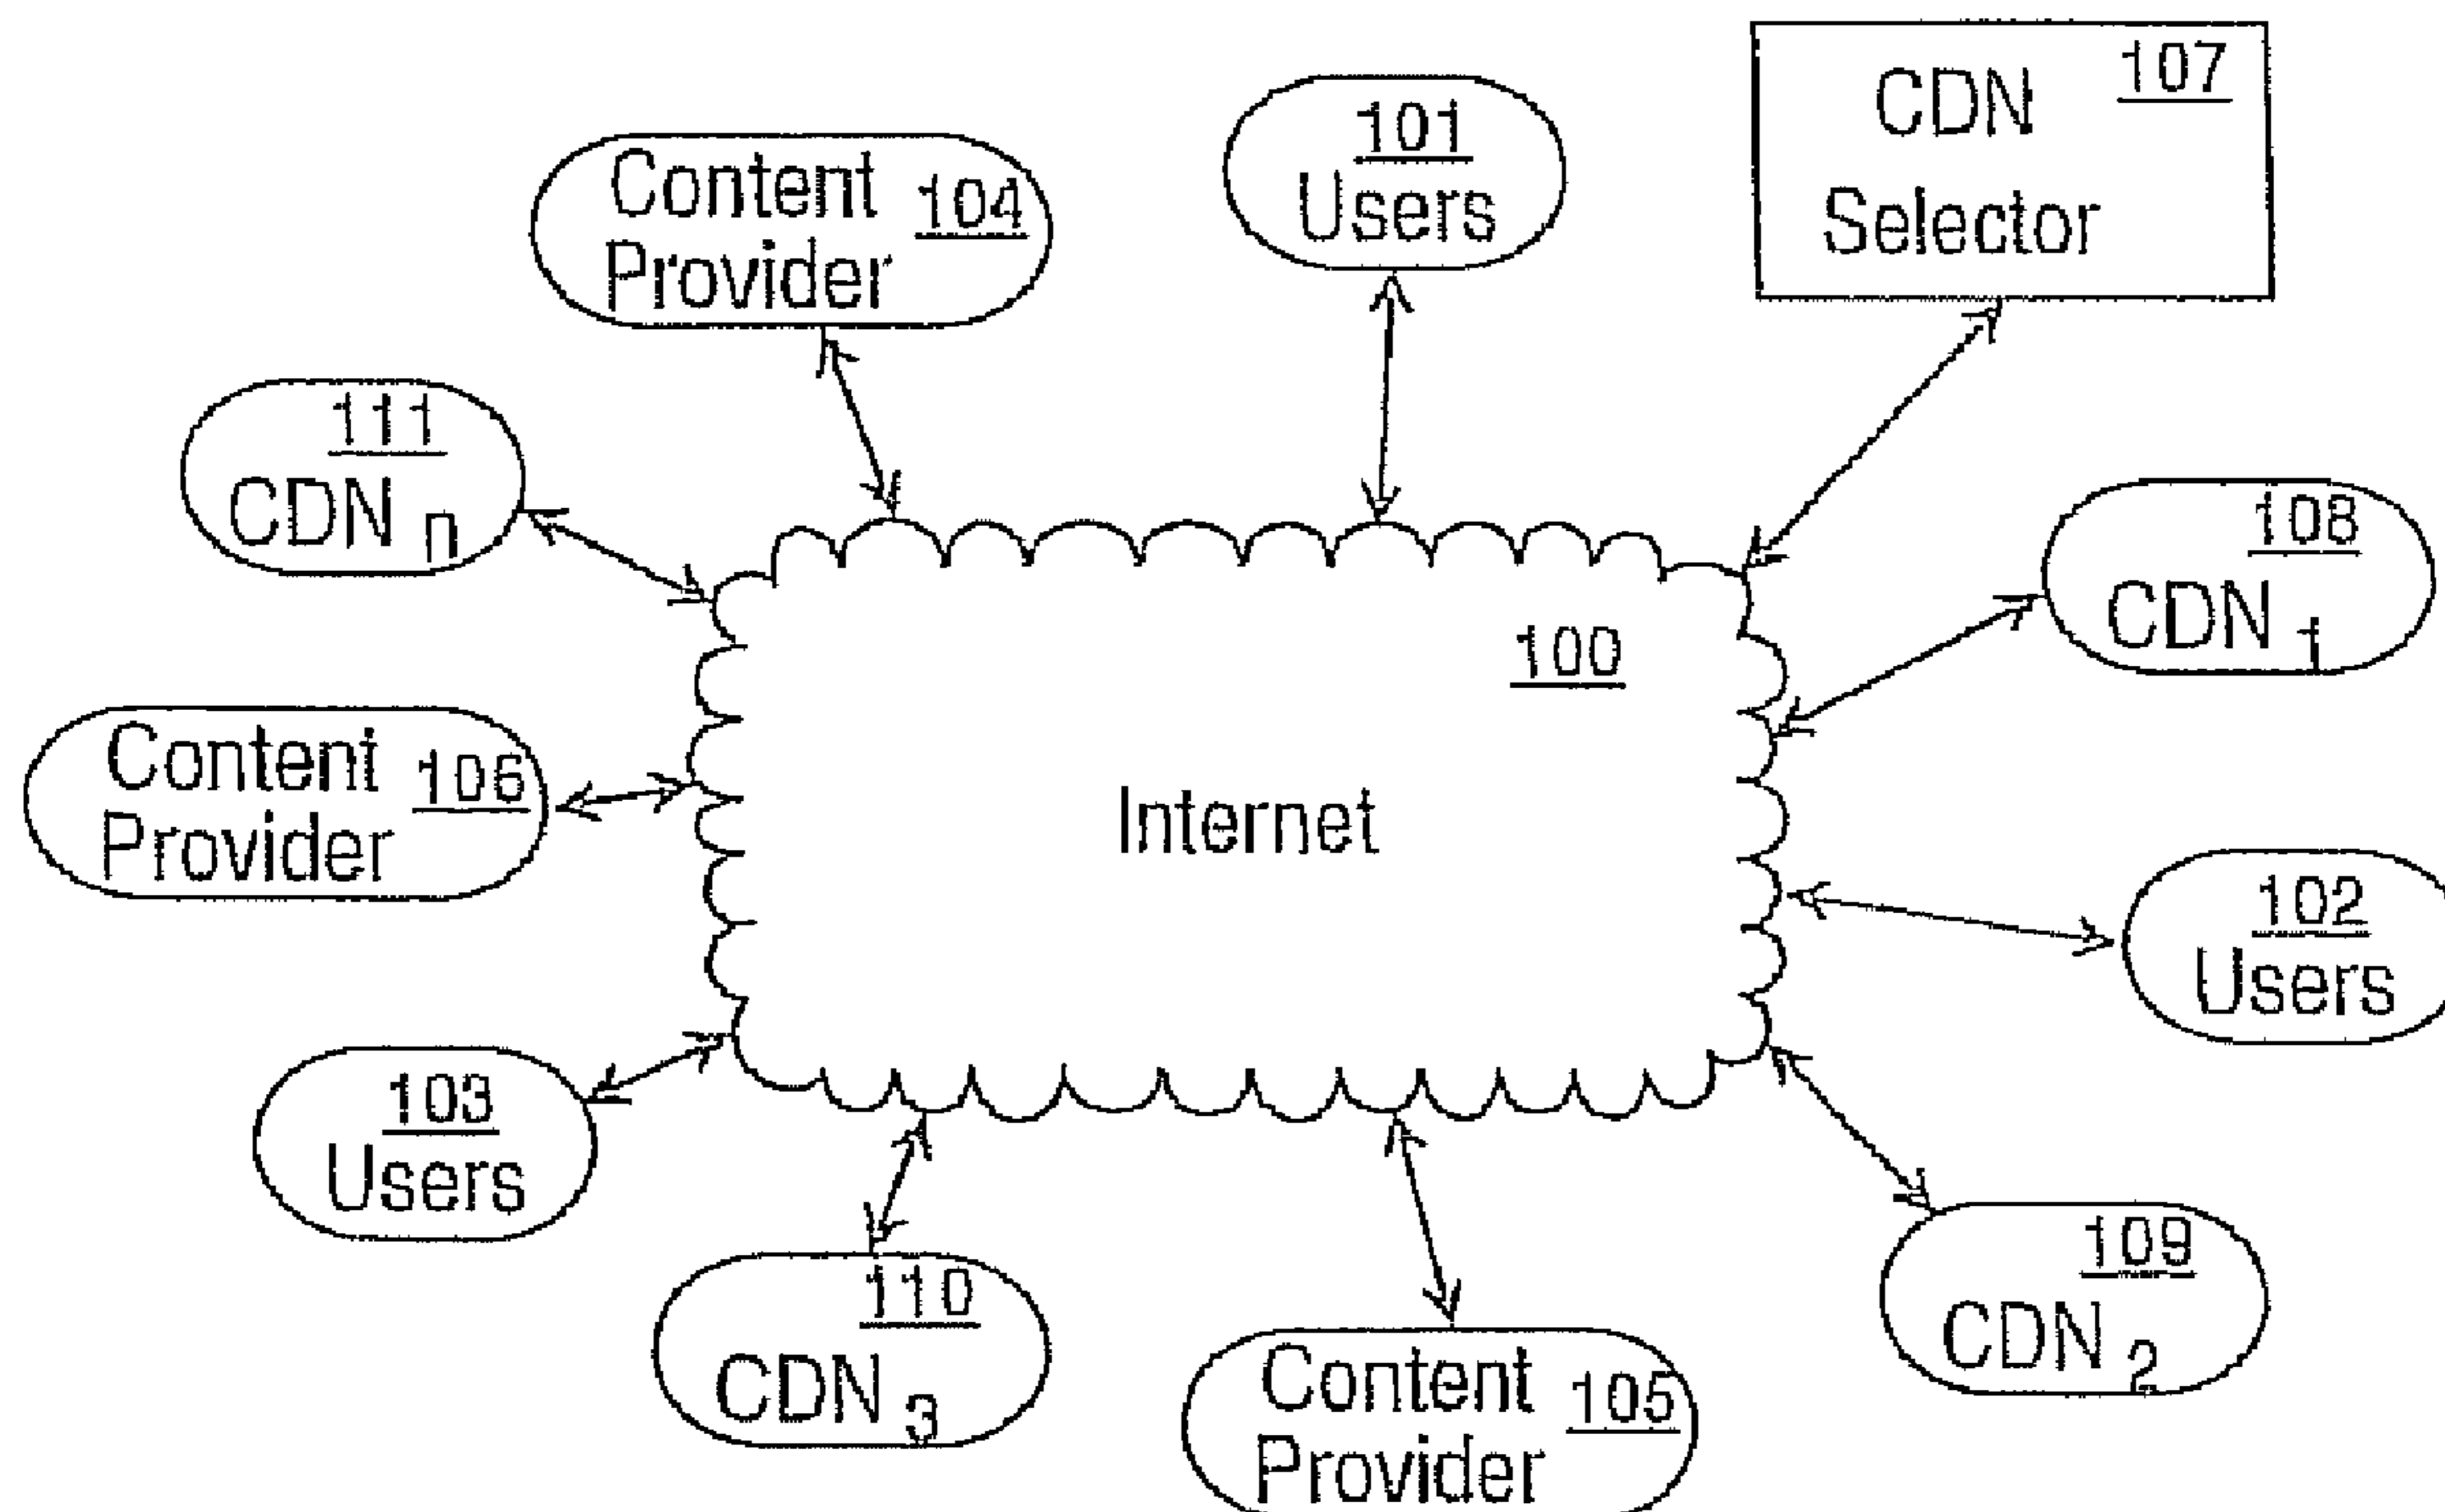 107
CDN
Selector
101
Users
Content 104
Provider
111
CDN n
108
CDN 1
100
Internet
Content 106
Provider
102
Users
103
Users
109
CDN 2
110
CDN 3
Content 105
Provider